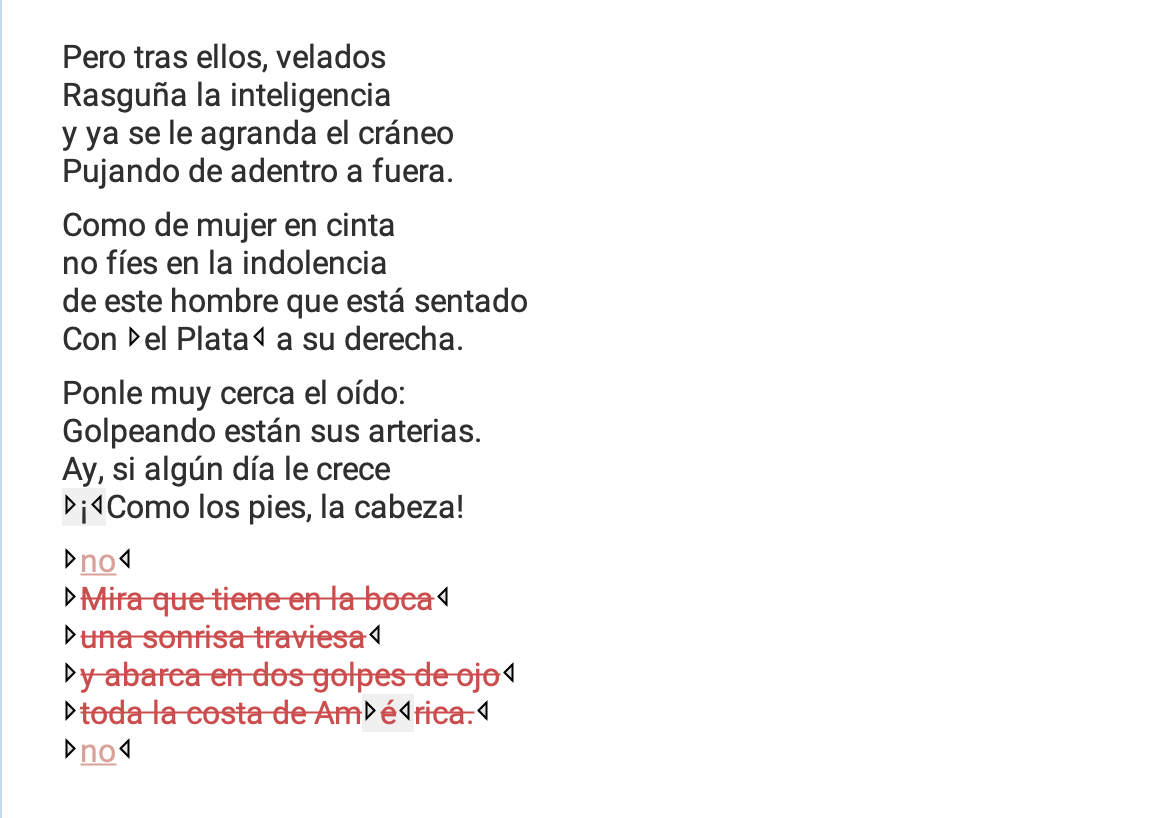 Pero tras ellos, velados
Rasguña la inteligencia
y ya se le agranda el cráneo
Pujando de adentro a fuera.
Como de mujer en cinta
no fíes en la indolencia
de este hombre que está sentado
Con el Plata a su derecha.
Ponle muy cerca el oído:
Golpeando están sus arterias.
Ay, si algún día le crece
¡Como los pies, la cabeza!
no
Mira que tiene en la boca
una sonrisa traviesa
y abarca en dos golpes de ojo
toda la costa de América.
no